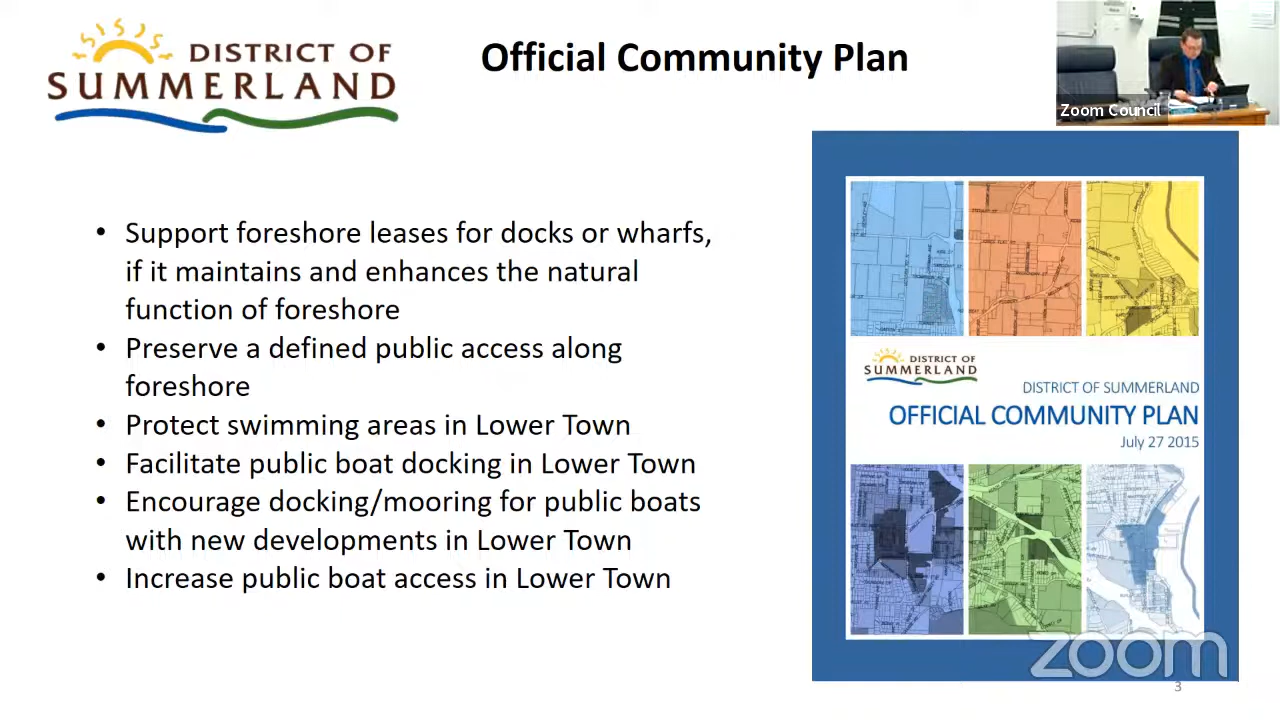 DISTRICT OF
SUMMERLAND
Official Community Plan
Zoom Council
• Support foreshore leases for docks or wharfs,
if it maintains and enhances the natural
function of foreshore
• Preserve a defined public access along
foreshore
• Protect swimming areas in Lower Town
• Facilitate public boat docking in Lower Town
• Encourage docking/mooring for public boats
with new developments in Lower Town
• Increase public boat access in Lower Town
DISTRICT OF
SUMMERLAND
DISTRICT OF SUMMERLAND
OFFICIAL COMMUNITY PLAN
July 27 2015
zoom
3